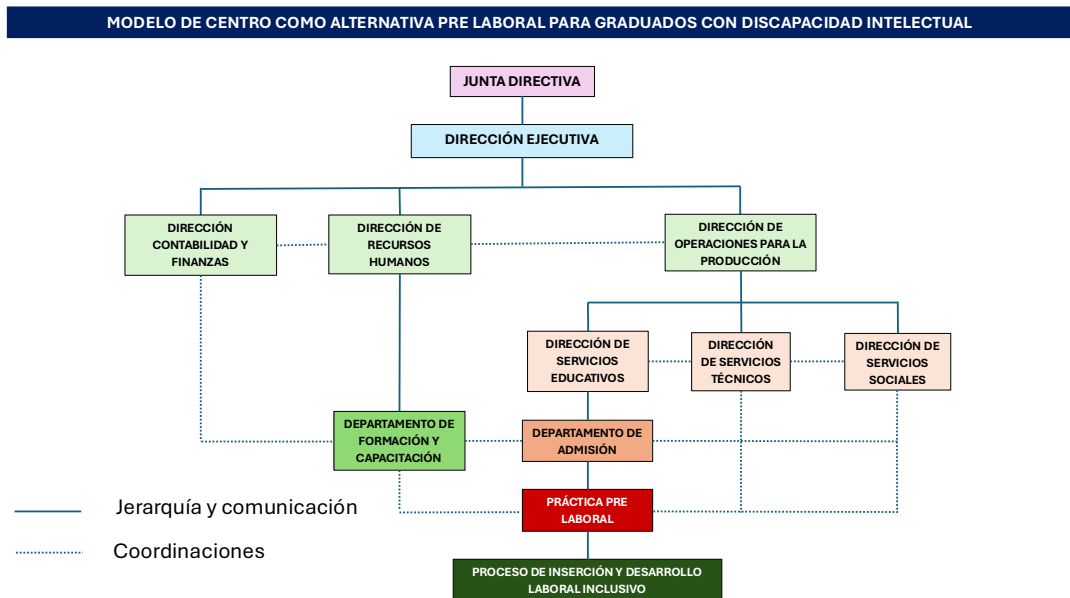 MODELO DE CENTRO COMO ALTERNATIVA PRE LABORAL PARA GRADUADOS CON DISCAPACIDAD INTELECTUAL
JUNTA DIRECTIVA
DIRECCIÓN EJECUTIVA
DIRECCIÓN
CONTABILIDAD Y
FINANZAS
DIRECCIÓN DE
RECURSOS
HUMANOS
DIRECCIÓN DE
OPERACIONES PARA LA
PRODUCCIÓN
DIRECCIÓN DE
SERVICIOS
EDUCATIVOS
DIRECCIÓN
DE SERVICIOS
TÉCNICOS
DIRECCIÓN DE
SERVICIOS
SOCIALES
DEPARTAMENTO DE
FORMACIÓN Y
CAPACITACIÓN
DEPARTAMENTO DE
ADMISIÓN
PRÁCTICA PRE
LABORAL
Jerarquía y comunicación
Coordinaciones
PROCESO DE INSERCIÓN Y DESARROLLO
LABORAL INCLUSIVO